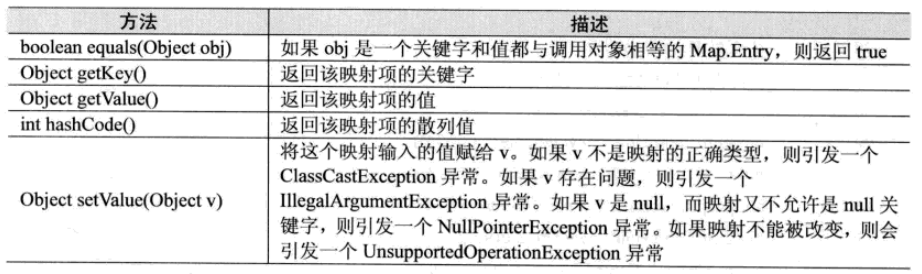 方法 描述
boolean equals(Object obj) 如果 obj 是一个关键字和值都与调用对象相等的 Map.Entry，则返回 true
Object getKey() 返回该映射项的关键字
Object getValue() 返回该映射项的值
int hashCode() 返回该映射项的散列值
将这个映射输入的值赋给 v。如果 v 不是映射的正确类型，则引发一个
ClassCastException 异常。如果 v 存在问题，则引发一个
Object setValue(Object v) IllegalArgumentException 异常。如果 v 是 null，而映射又不允许是 null 关
键字，则引发一个 NullPointerException 异常。如果映射不能被改变，则会
引发一个 UnsupportedOperationException 异常